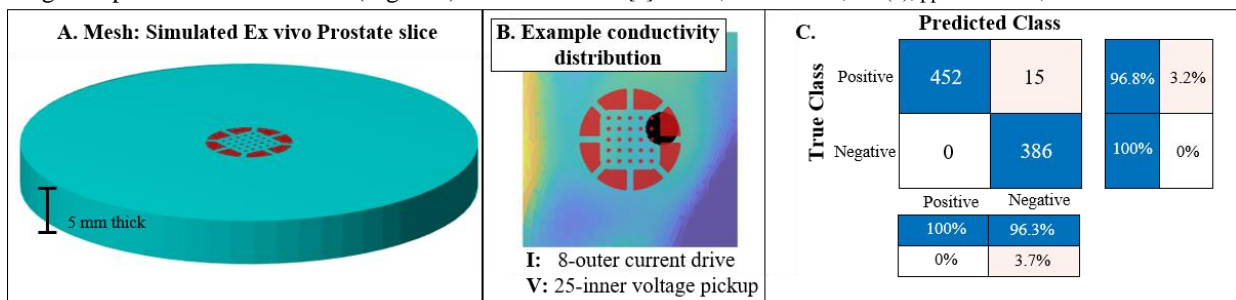 A. Mesh: Simulated Ex vivo Prostate slice
5 mm thick
B. Example conductivity
distribution
I: 8-outer current drive
V: 25-inner voltage pickup
C.
Predicted Class
True Class
Positive 452 15 96.8% 3.2%
Negative 0 386 100% 0%
Positive Negative
100% 96.3%
0% 3.7%